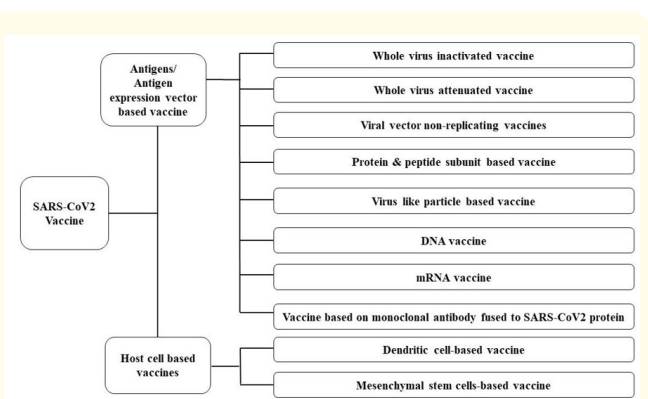 SARS-CoV2
Vaccine
Antigens/
Antigen
expression vector
based vaccine
Whole virus inactivated vaccine
Whole virus attenuated vaccine
Viral vector non-replicating vaccines
Protein & peptide subunit based vaccine
Virus like particle based vaccine
DNA vaccine
mRNA vaccine
Vaccine based on monoclonal antibody fused to SARS-CoV2 protein
Host cell based
vaccines
Dendritic cell-based vaccine
Mesenchymal stem cells-based vaccine